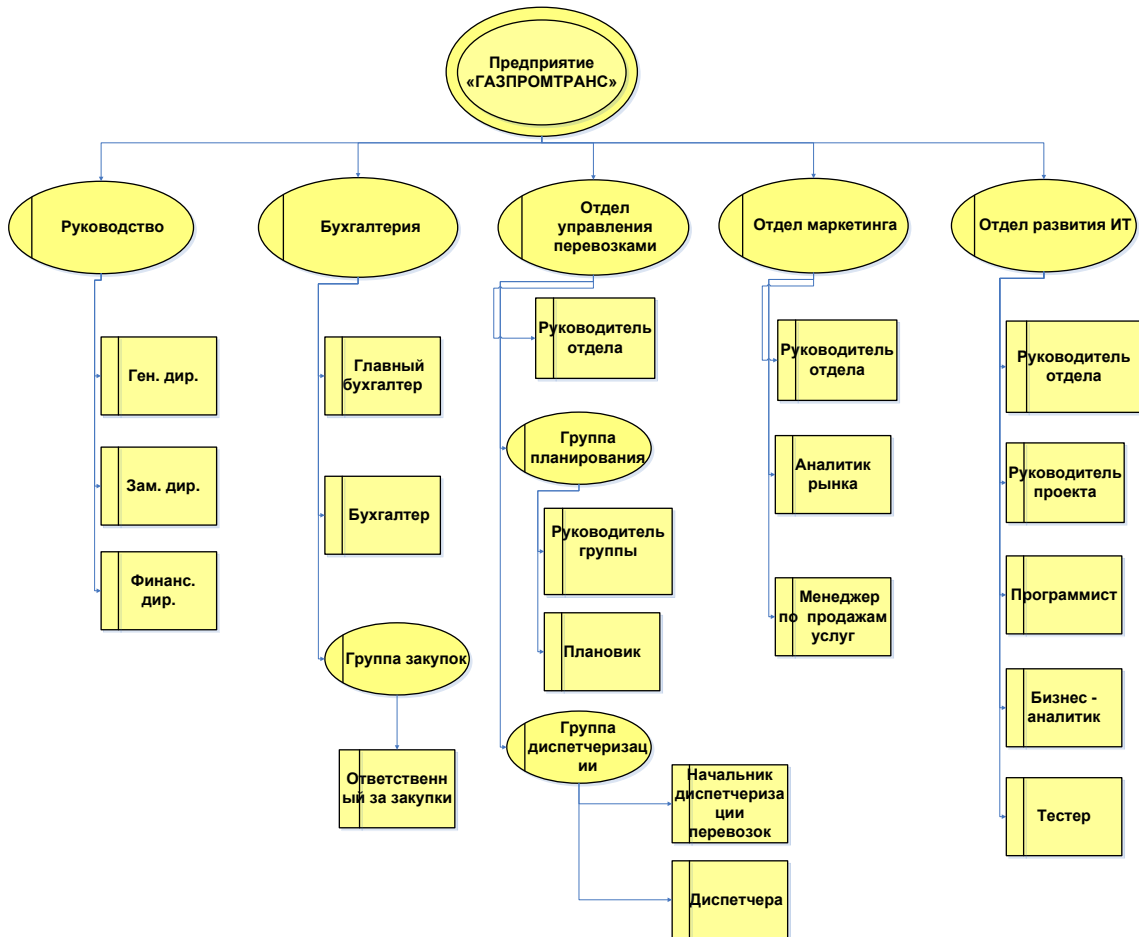 Предприятие
«ГАЗПРОМТРАНС»
Руководство
Бухгалтерия
Отдел
управления
перевозками
Отдел маркетинга
Отдел развития ИТ
Ген. дир.
Зам. дир.
Финанс.
дир.
Главный
бухгалтер
Бухгалтер
Группа закупок
Ответственн
ый за закупки
Руководитель
отдела
Группа
планирования
Руководитель
группы
Плановик
Группа
диспетчеризац
ии
Начальник
диспетчериза
ции
перевозок
Диспетчера
Руководитель
отдела
Аналитик
рынка
Менеджер
по продажам
услуг
Руководитель
отдела
Руководитель
проекта
Программист
Бизнес -
аналитик
Тестер